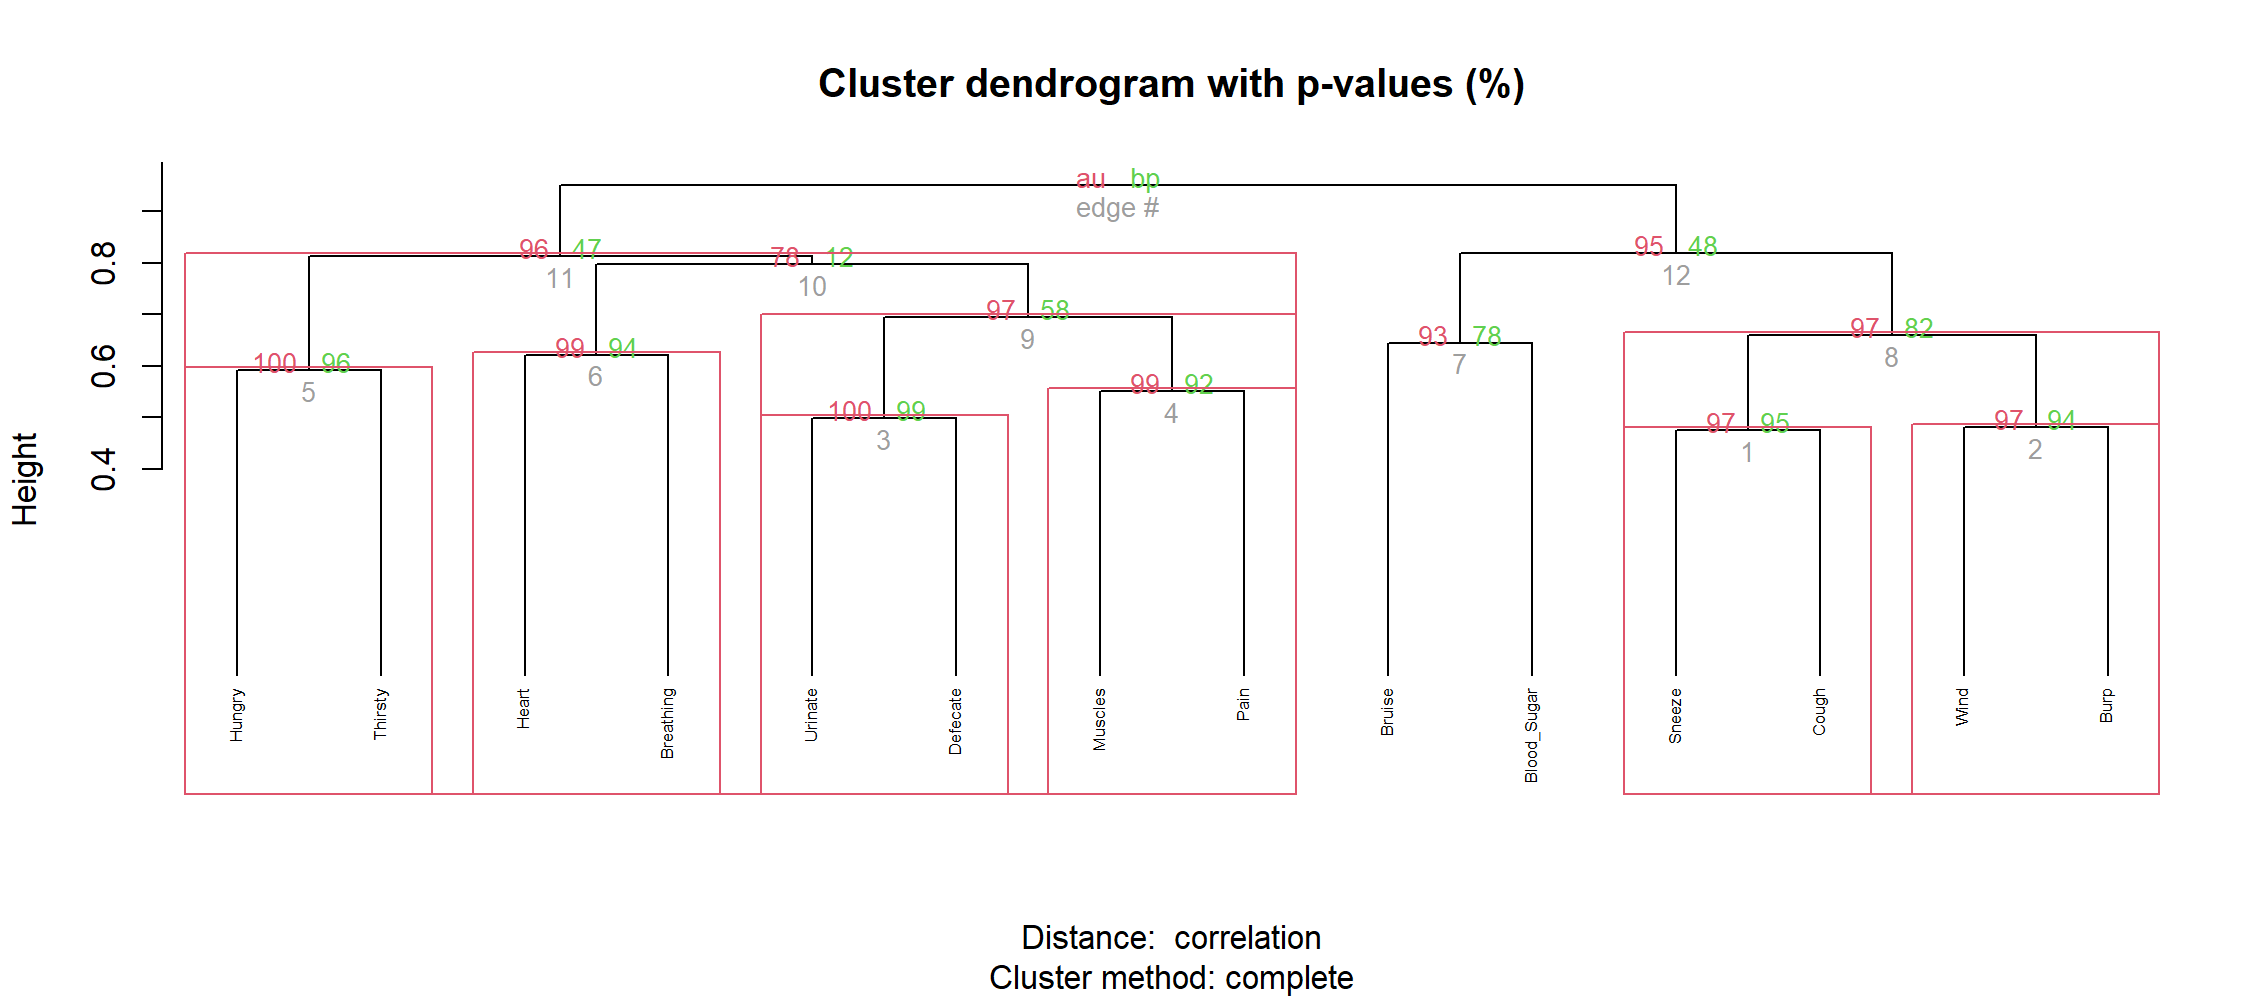 Cluster dendrogram with p-values (%)
au bp
edge #
96 47
11
78 12
10
95 48
12
97 58
9
93 78
7
97 82
8
100 96
5
99 94
6
99 92
4
100 99
3
97 95
1
97 94
2
0.8
0.6
0.4
Height
Hungry
Thirsty
Heart
Breathing
Urinate
Defecate
Muscles
Pain
Bruise
Blood_Sugar
Sneeze
Cough
Wind
Burp
Distance: correlation
Cluster method: complete